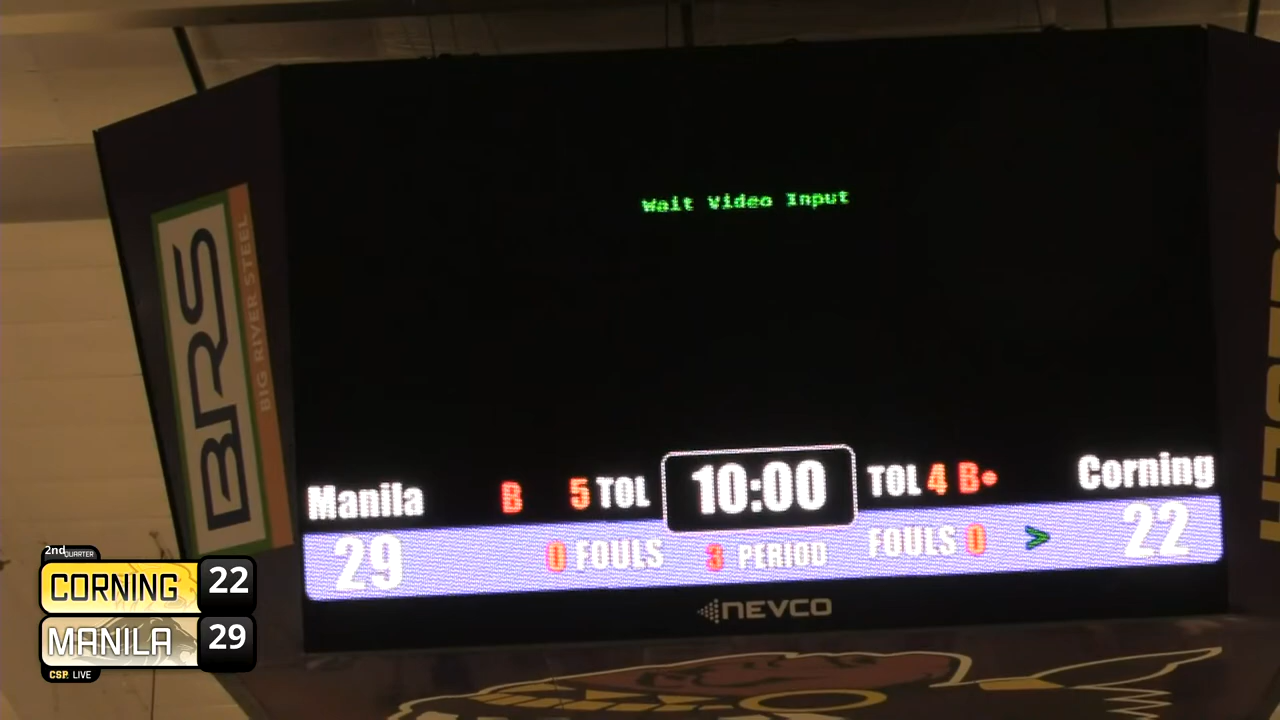 Wait Video Input
BRS
BIG RIVER STEEL
Manila B 5 TOL 10:00 TOL 4 B• Corning
29 0 FOULS 3 PERIOD FOULS 0 > 22
NEVCO
2nd QUARTER
CORNING 22
MANILA 29
CSP. LIVE